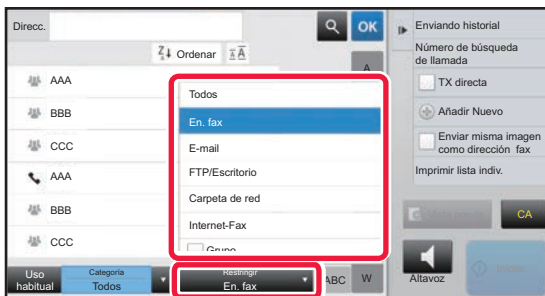 Direcc.
OK
Ordenar
A
AAA
BBB
CCC
AAA
BBB
CCC
Todos
En. fax
E-mail
FTP/Escritorio
Carpeta de red
Internet-Fax
Grupo
Uso
habitual
Categoría
Todos
Restringir
En. fax
ABC
W
Enviando historial
Número de búsqueda
de llamada
TX directa
Añadir Nuevo
Enviar misma imagen
como dirección fax
Imprimir lista indiv.
CA
Altavoz